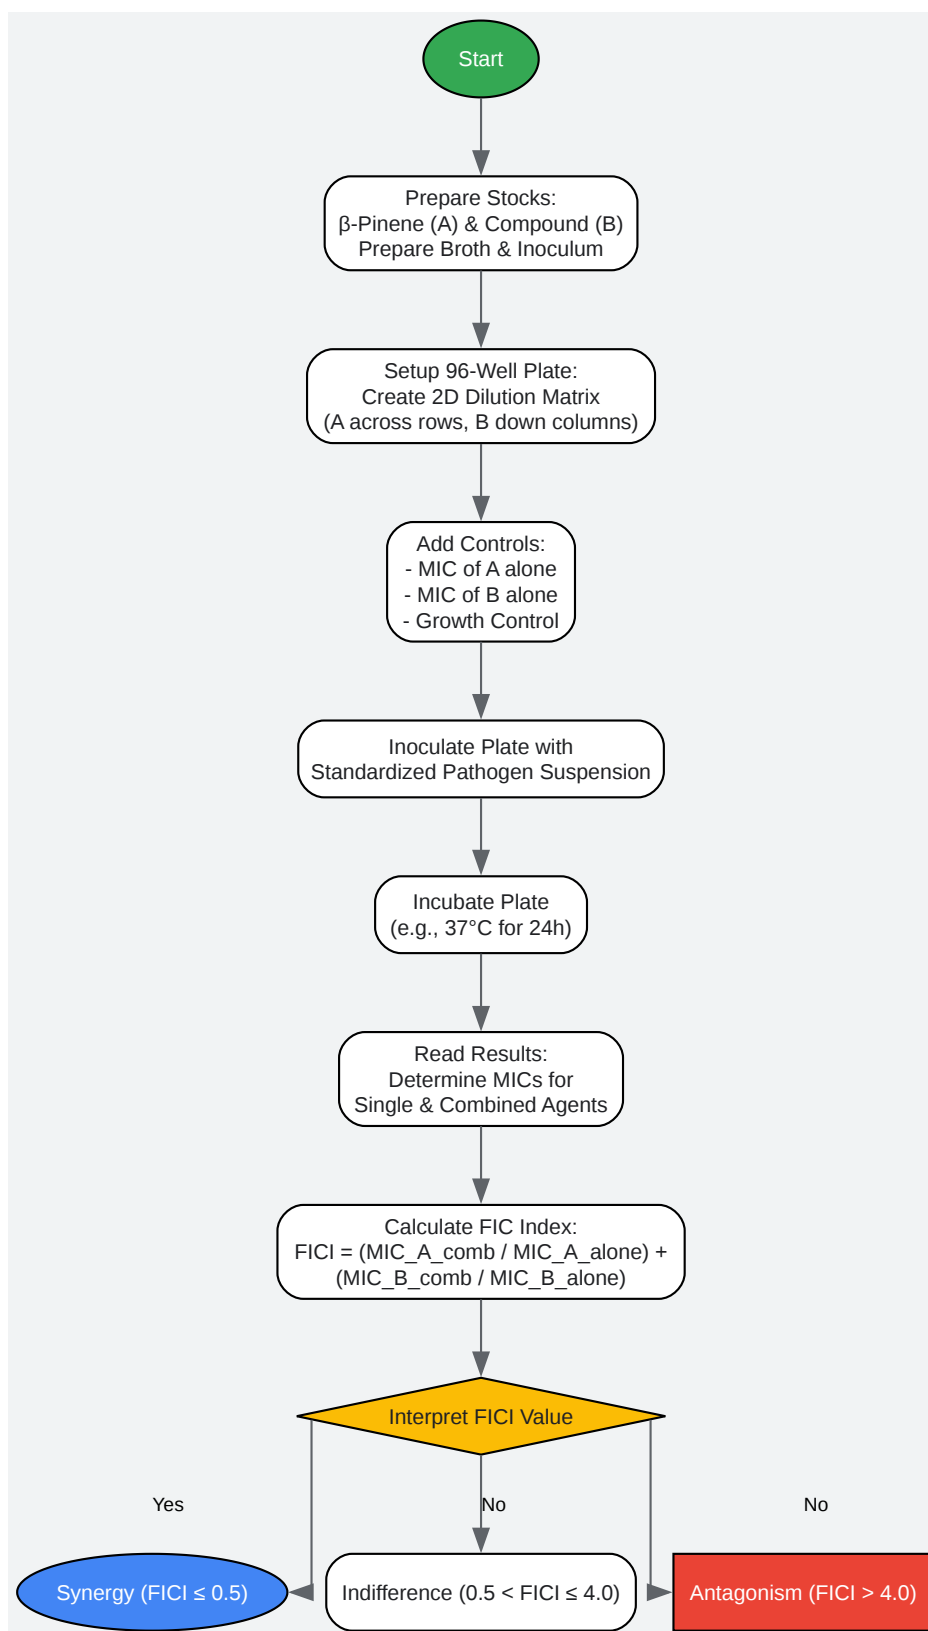 Start
Prepare Stocks:
β-Pinene (A) & Compound (B)
Prepare Broth & Inoculum
Setup 96-Well Plate:
Create 2D Dilution Matrix
(A across rows, B down columns)
Add Controls:
- MIC of A alone
- MIC of B alone
- Growth Control
Inoculate Plate with
Standardized Pathogen Suspension
Incubate Plate
(e.g., 37°C for 24h)
Read Results:
Determine MICs for
Single & Combined Agents
Calculate FIC Index:
FICI = (MIC_A_comb / MIC_A_alone) +
(MIC_B_comb / MIC_B_alone)
Interpret FICI Value
Yes
No
No
Synergy (FICI ≤ 0.5)
Indifference (0.5 < FICI ≤ 4.0)
Antagonism (FICI > 4.0)